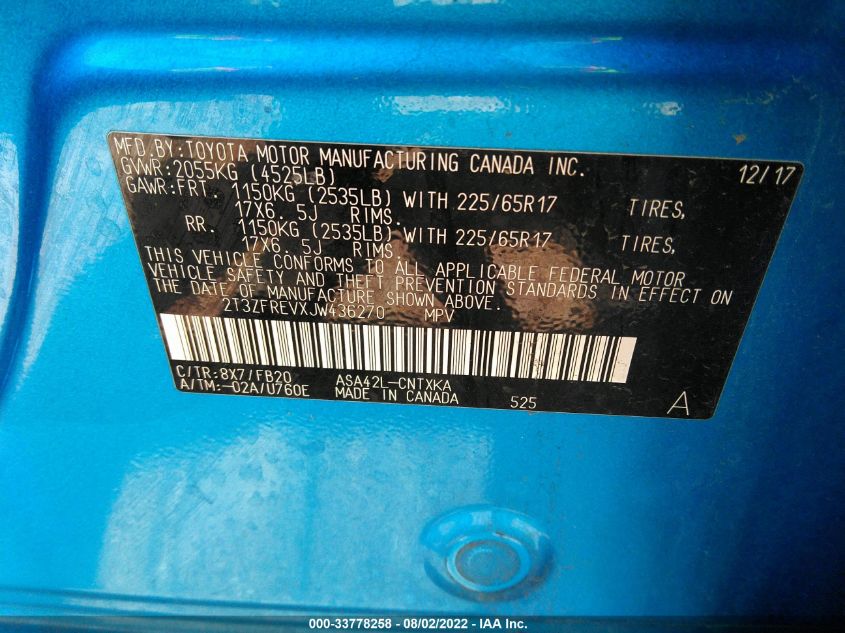 MFD. BY: TOYOTA MOTOR MANUFACTURING CANADA INC. 12/17
GVWR: 2055KG (4525LB)
GAWR: FRT. 1150KG (2535LB) WITH 225/65R17 TIRES,
17X6. 5J RIMS.
RR. 1150KG (2535LB) WITH 225/65R17 TIRES,
17X6. 5J RIMS.
THIS VEHICLE CONFORMS TO ALL APPLICABLE FEDERAL MOTOR
VEHICLE SAFETY AND THEFT PREVENTION STANDARDS IN EFFECT ON
THE DATE OF MANUFACTURE SHOWN ABOVE.
2T3ZFREVXJW436270 MPV
C/TR: 8X7/FB20 ASA42L-CNTXKA
A/TM: -02A/U760E MADE IN CANADA 525 A
000-33778258 - 08/02/2022 - IAA Inc.